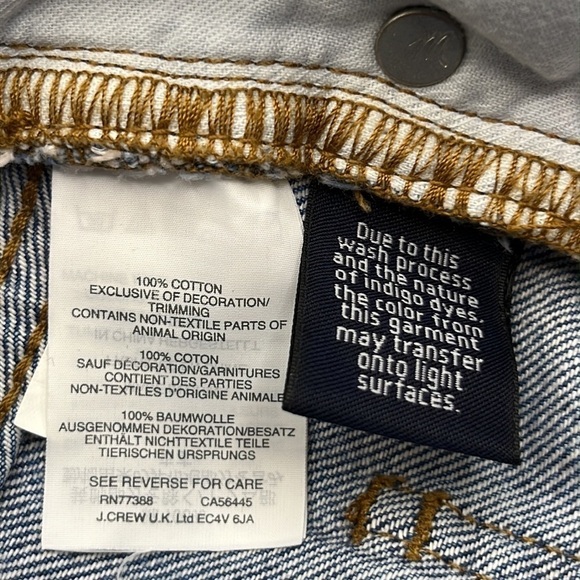 100% COTTON
EXCLUSIVE OF DECORATION/
TRIMMING
CONTAINS NON-TEXTILE PARTS OF
ANIMAL ORIGIN
100% COTON
SAUF DÉCORATION/GARNITURES
CONTIENT DES PARTIES
NON-TEXTILES D'ORIGINE ANIMALE
100% BAUMWOLLE
AUSGENOMMEN DEKORATION/BESATZ
ENTHÄLT NICHTTEXTILE TEILE
TIERISCHEN URSPRUNGS
SEE REVERSE FOR CARE
RN77388 CA56445
J.CREW U.K. Ltd EC4V 6JA
Due to this
wash process
and the nature
of indigo dyes,
the color from
this garment
may transfer
onto light
surfaces.